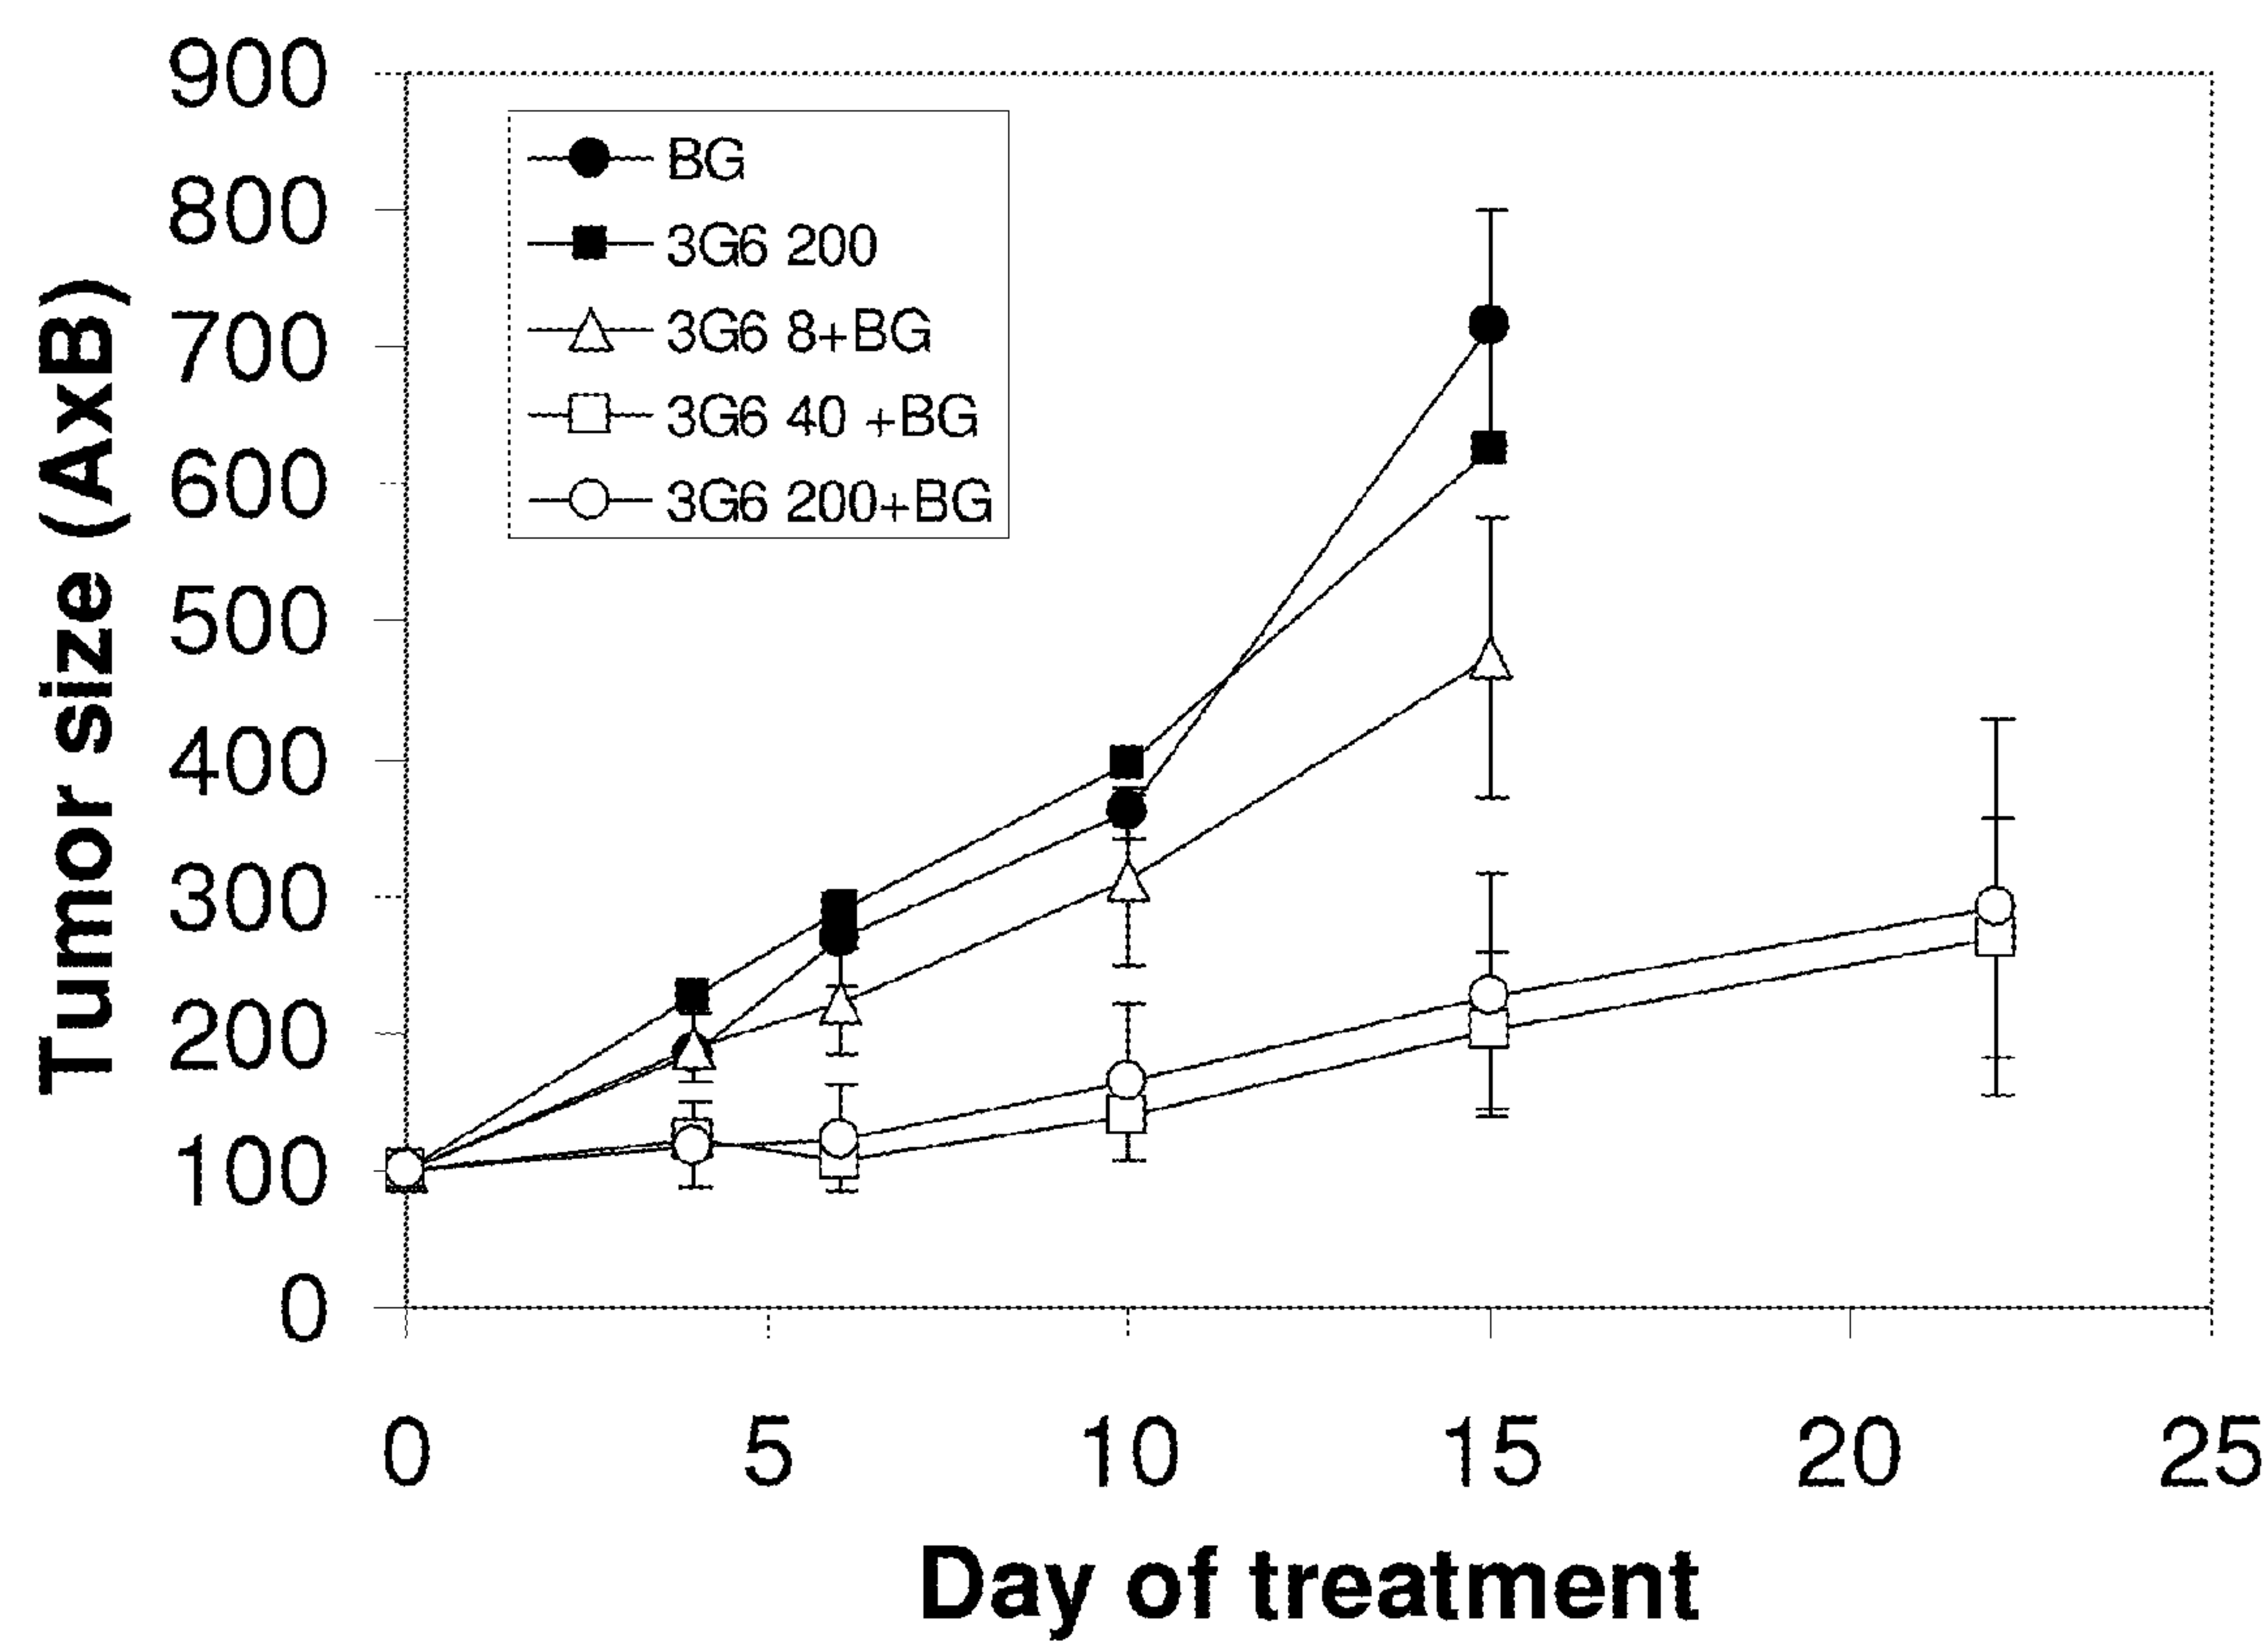 Tumor size (AxB)
900
800
700
600
500
400
300
200
100
0
BG
3G6 200
3G6 8+BG
3G6 40 +BG
3G6 200+BG
0 5 10 15 20 25
Day of treatment